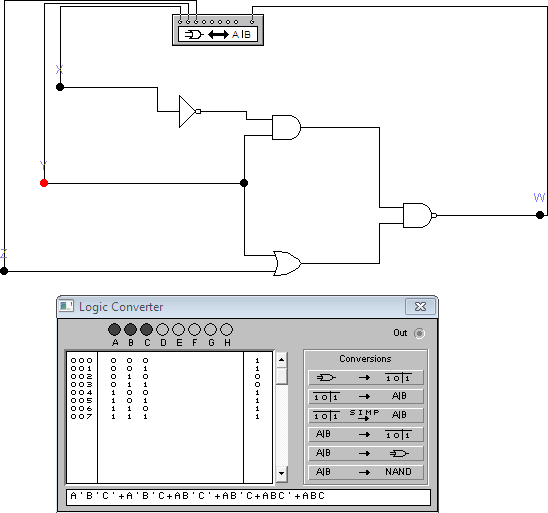 A|B
X
Y
W
Z
Logic Converter
A B C D E F G H
Out
000 0 0 0 1
001 0 0 1 1
002 0 1 0 0
003 0 1 1 0
004 1 0 0 1
005 1 0 1 1
006 1 1 0 1
007 1 1 1 1
Conversions
→ 1 0 | 1
1 0 | 1 → A|B
1 0 | 1 SIMP → A|B
A|B → 1 0 | 1
A|B →
A|B → NAND
A'B'C'+A'B'C+AB'C'+AB'C+ABC'+ABC